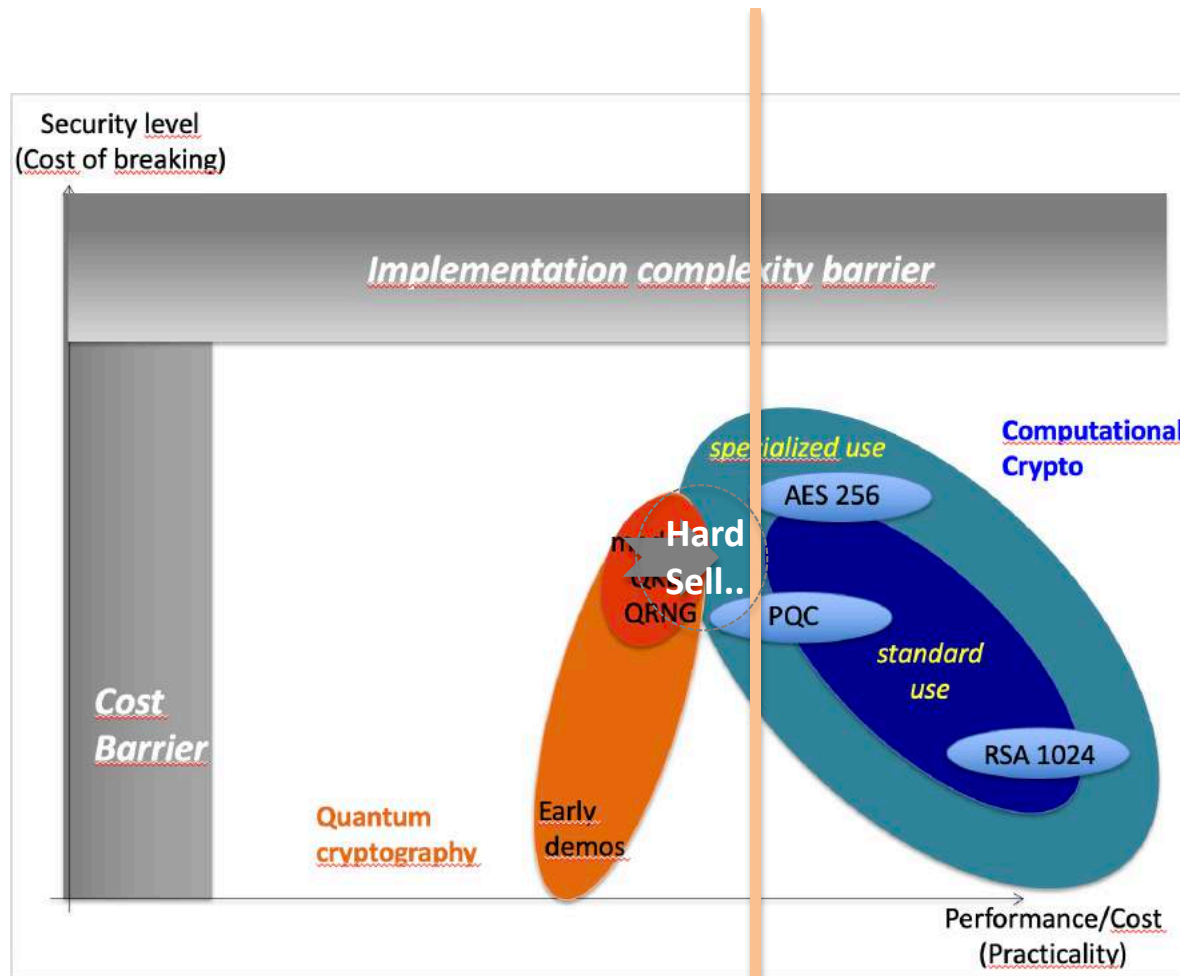 Security level
(Cost of breaking)
Implementation complexity barrier
Computational
Crypto
specialized use
AES 256
Hard
Sell..
QRNG
PQC
standard
use
Cost
Barrier
RSA 1024
Quantum
cryptography
Early
demos
Performance/Cost
(Practicality)